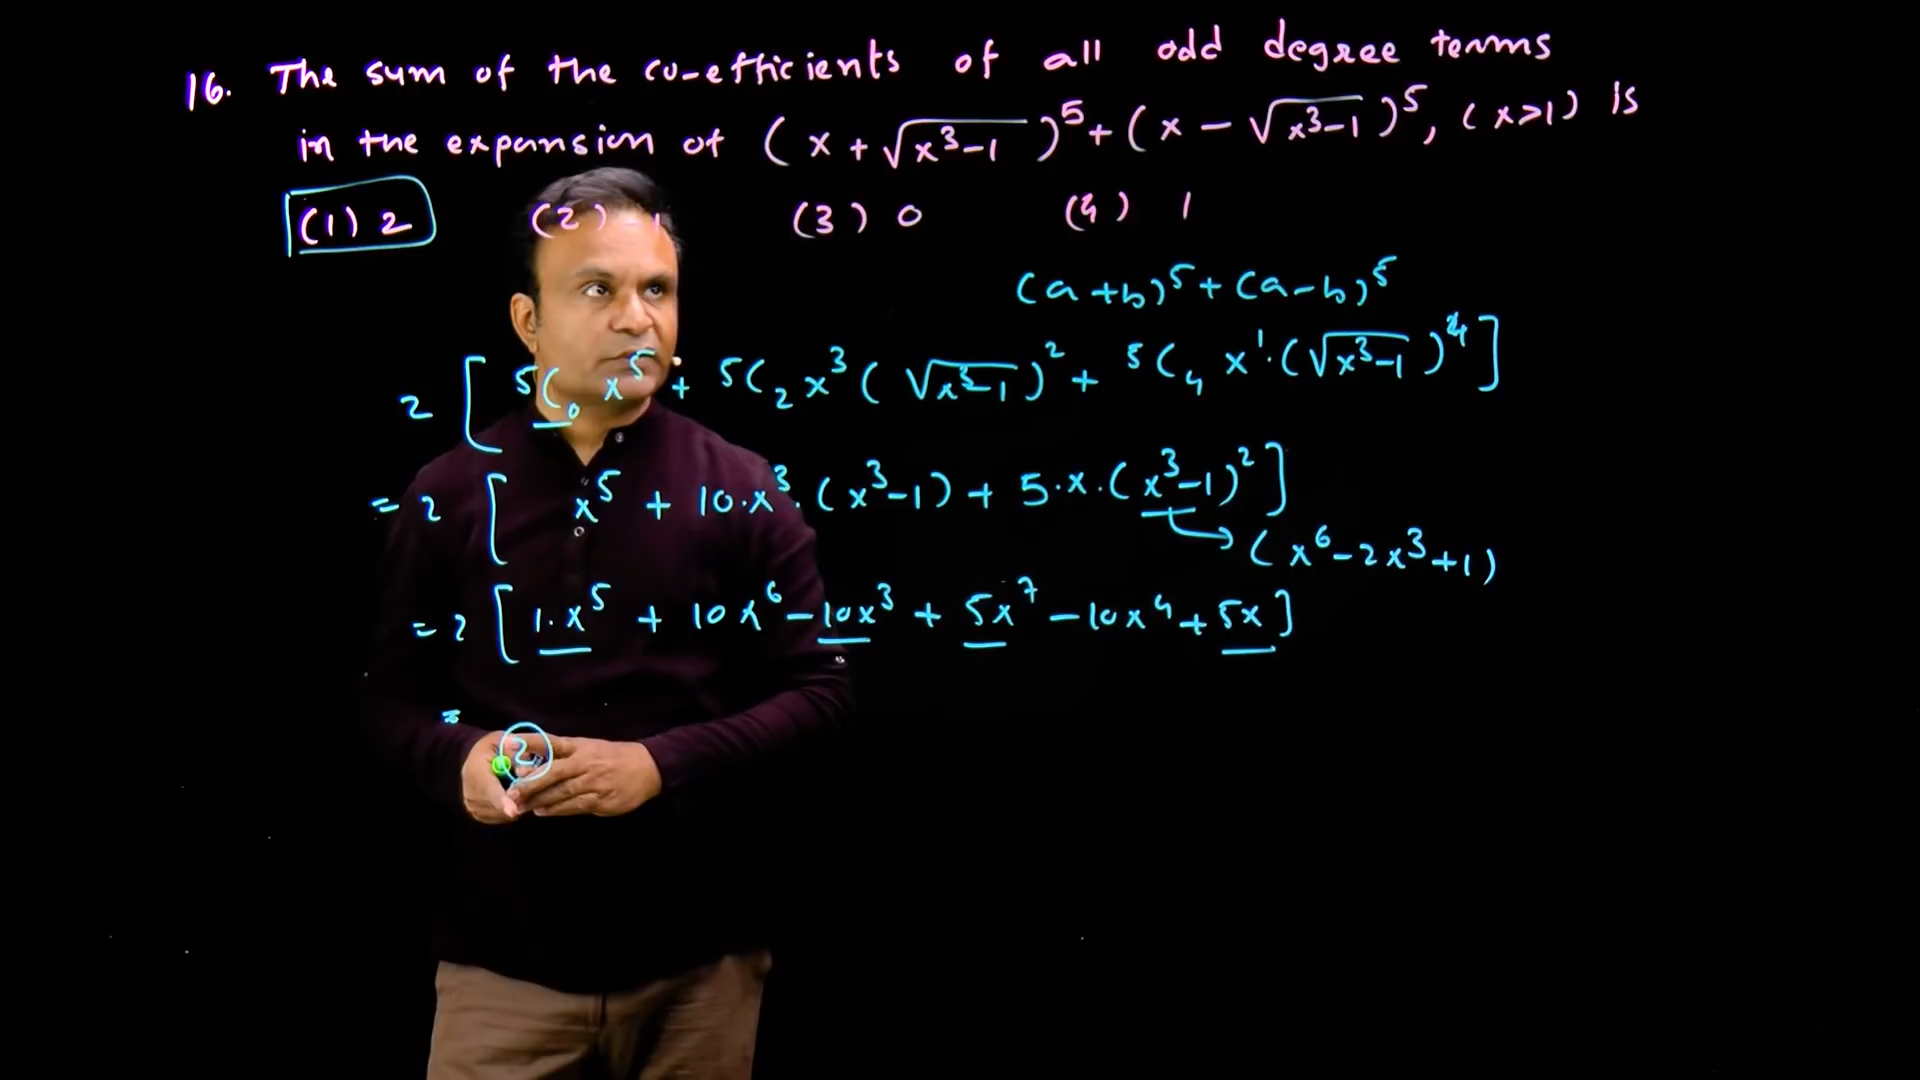 16. The sum of the co-efficients of all odd degree terms
in the expansion of (x + √(x³-1))⁵ + (x - √(x³-1))⁵, (x>1) is
(1) 2 (2) -1 (3) 0 (4) 1
(a+b)⁵ + (a-b)⁵
2 [ 5C₀ x⁵ + 5C₂ x³ (√(x³-1))² + 5C₄ x¹·(√(x³-1))⁴ ]
= 2 [ x⁵ + 10·x³·(x³-1) + 5·x·(x³-1)² ]
(x⁶-2x³+1)
= 2 [ 1·x⁵ + 10x⁶ - 10x³ + 5x⁷ - 10x⁴ + 5x ]
= 2